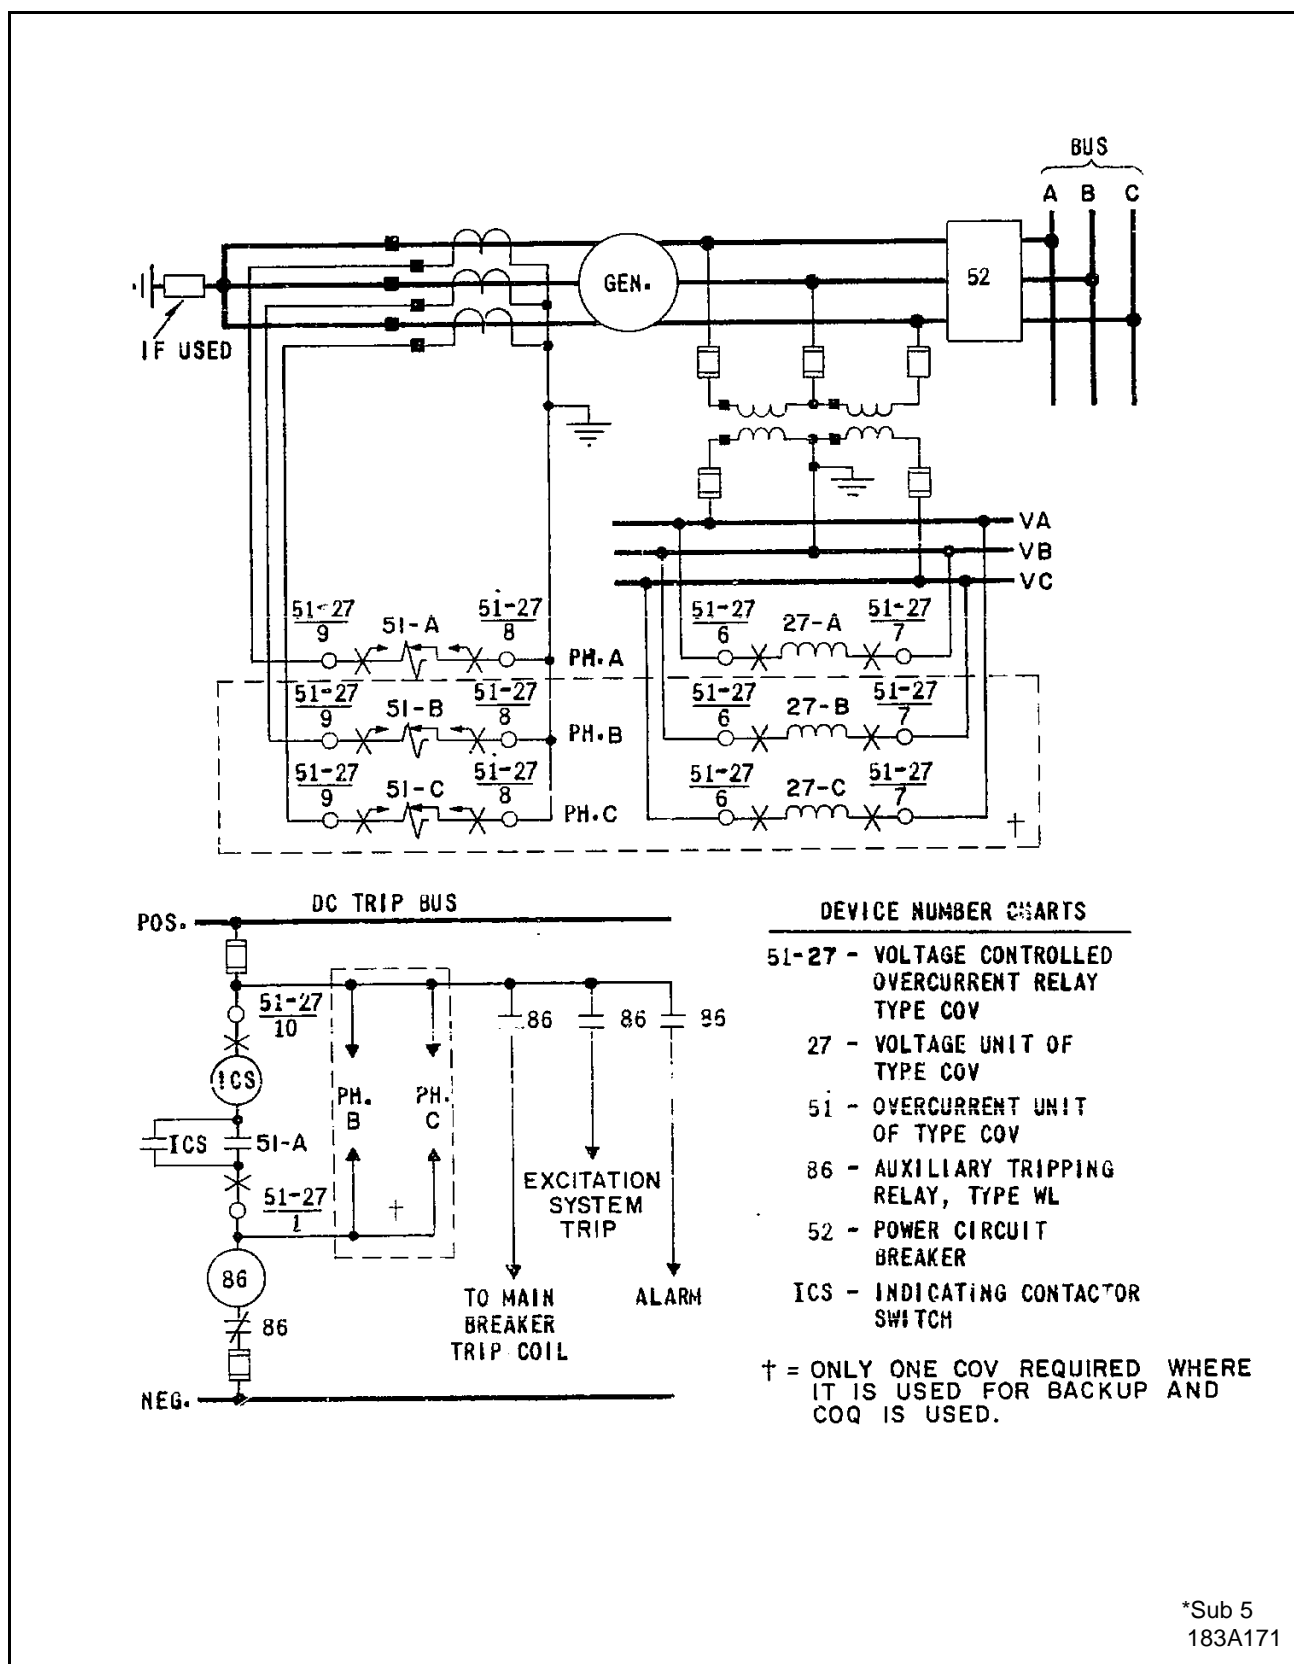 BUS
A B C
GEN.
52
IF USED
VA
VB
VC
51-27
9
51-A
51-27
8
PH.A
51-27
6
27-A
51-27
7
51-27
9
51-B
51-27
8
PH.B
51-27
6
27-B
51-27
7
51-27
9
51-C
51-27
8
PH.C
51-27
6
27-C
51-27
7
†
DC TRIP BUS
POS.
51-27
10
ICS
ICS
51-A
51-27
1
86
86
NEG.
PH.
B
PH.
C
†
86
86
86
TO MAIN
BREAKER
TRIP COIL
EXCITATION
SYSTEM
TRIP
ALARM
DEVICE NUMBER CHARTS
51-27 - VOLTAGE CONTROLLED
OVERCURRENT RELAY
TYPE COV
27 - VOLTAGE UNIT OF
TYPE COV
51 - OVERCURRENT UNIT
OF TYPE COV
86 - AUXILIARY TRIPPING
RELAY, TYPE WL
52 - POWER CIRCUIT
BREAKER
ICS - INDICATING CONTACTOR
SWITCH
† = ONLY ONE COV REQUIRED WHERE
IT IS USED FOR BACKUP AND
COQ IS USED.
*Sub 5
183A171